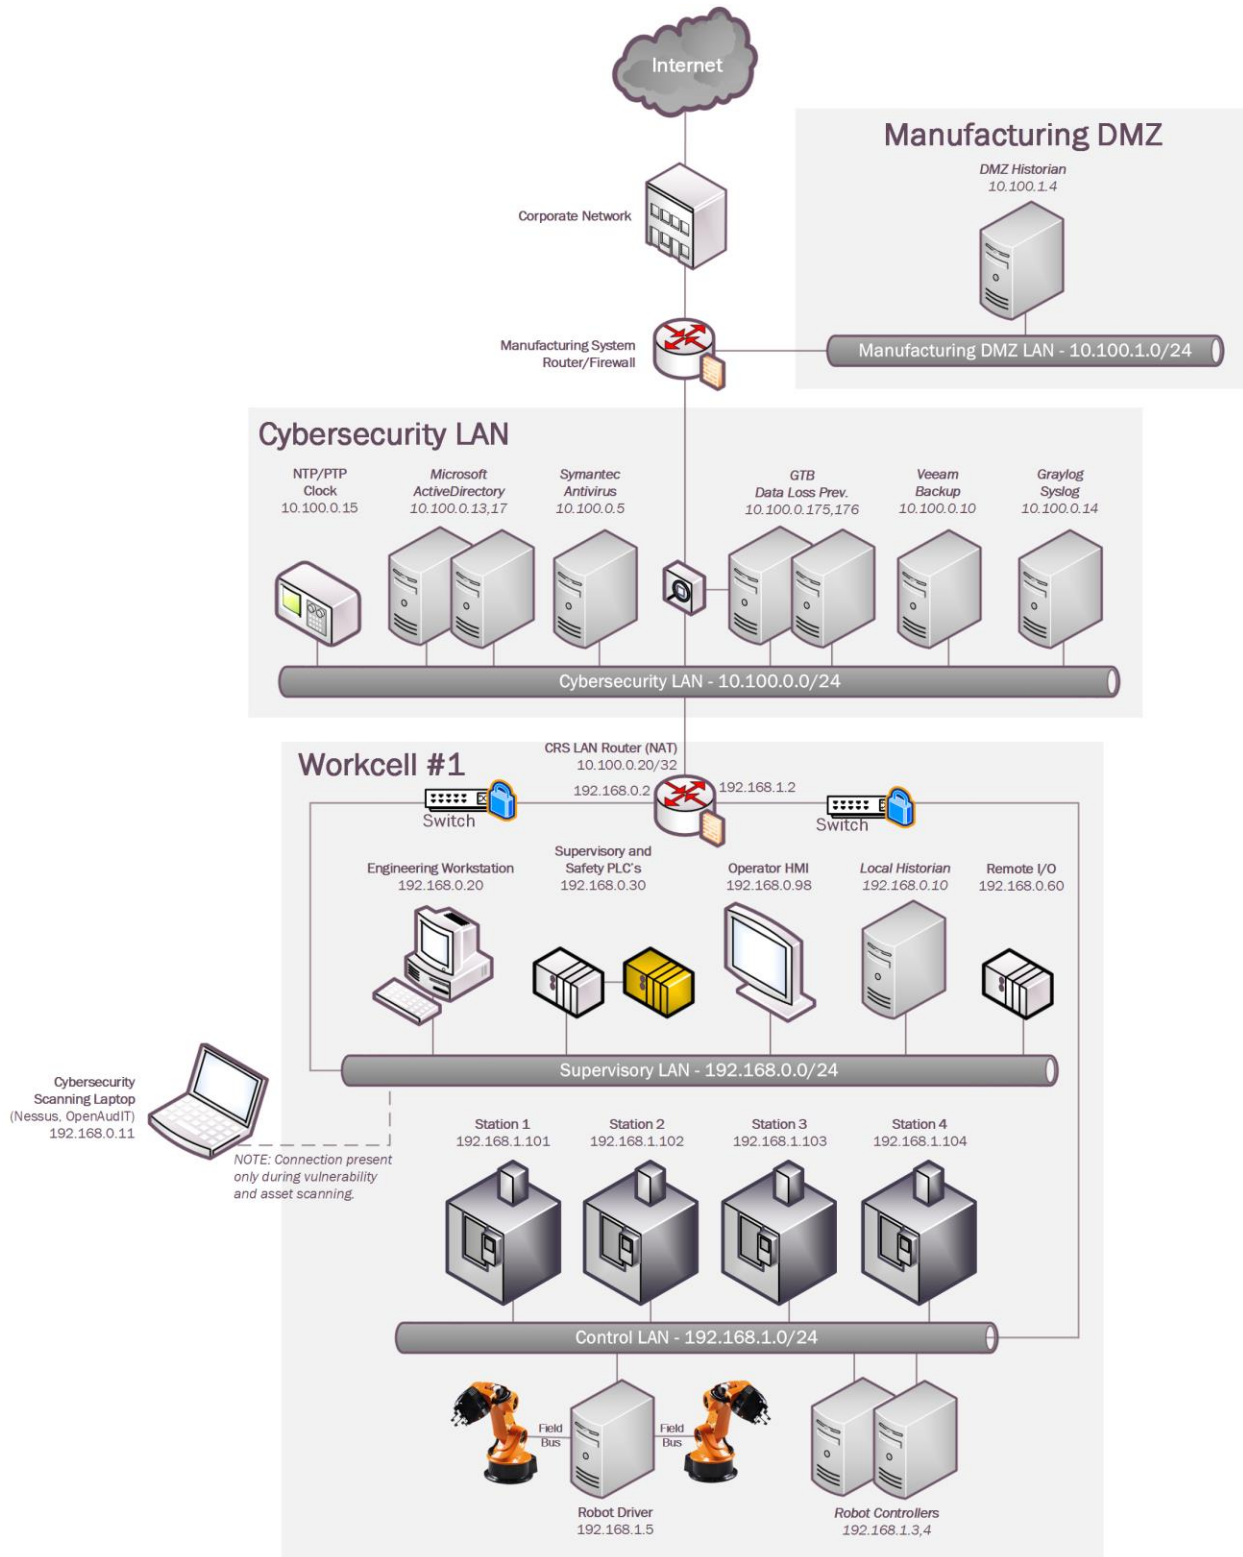 Internet
Manufacturing DMZ
DMZ Historian
10.100.1.4
Corporate Network
Manufacturing System
Router/Firewall
Manufacturing DMZ LAN - 10.100.1.0/24
Cybersecurity LAN
NTP/PTP
Clock
10.100.0.15
Microsoft
ActiveDirectory
10.100.0.13,17
Symantec
Antivirus
10.100.0.5
GTB
Data Loss Prev.
10.100.0.175,176
Veeam
Backup
10.100.0.10
Graylog
Syslog
10.100.0.14
Cybersecurity LAN - 10.100.0.0/24
Workcell #1
CRS LAN Router (NAT)
10.100.0.20/32
192.168.0.2
192.168.1.2
Switch
Switch
Engineering Workstation
192.168.0.20
Supervisory and
Safety PLC's
192.168.0.30
Operator HMI
192.168.0.98
Local Historian
192.168.0.10
Remote I/O
192.168.0.60
Supervisory LAN - 192.168.0.0/24
Cybersecurity
Scanning Laptop
(Nessus, OpenAudIT)
192.168.0.11
NOTE: Connection present
only during vulnerability
and asset scanning.
Station 1
192.168.1.101
Station 2
192.168.1.102
Station 3
192.168.1.103
Station 4
192.168.1.104
Control LAN - 192.168.1.0/24
Field
Bus
Field
Bus
Robot Driver
192.168.1.5
Robot Controllers
192.168.1.3,4